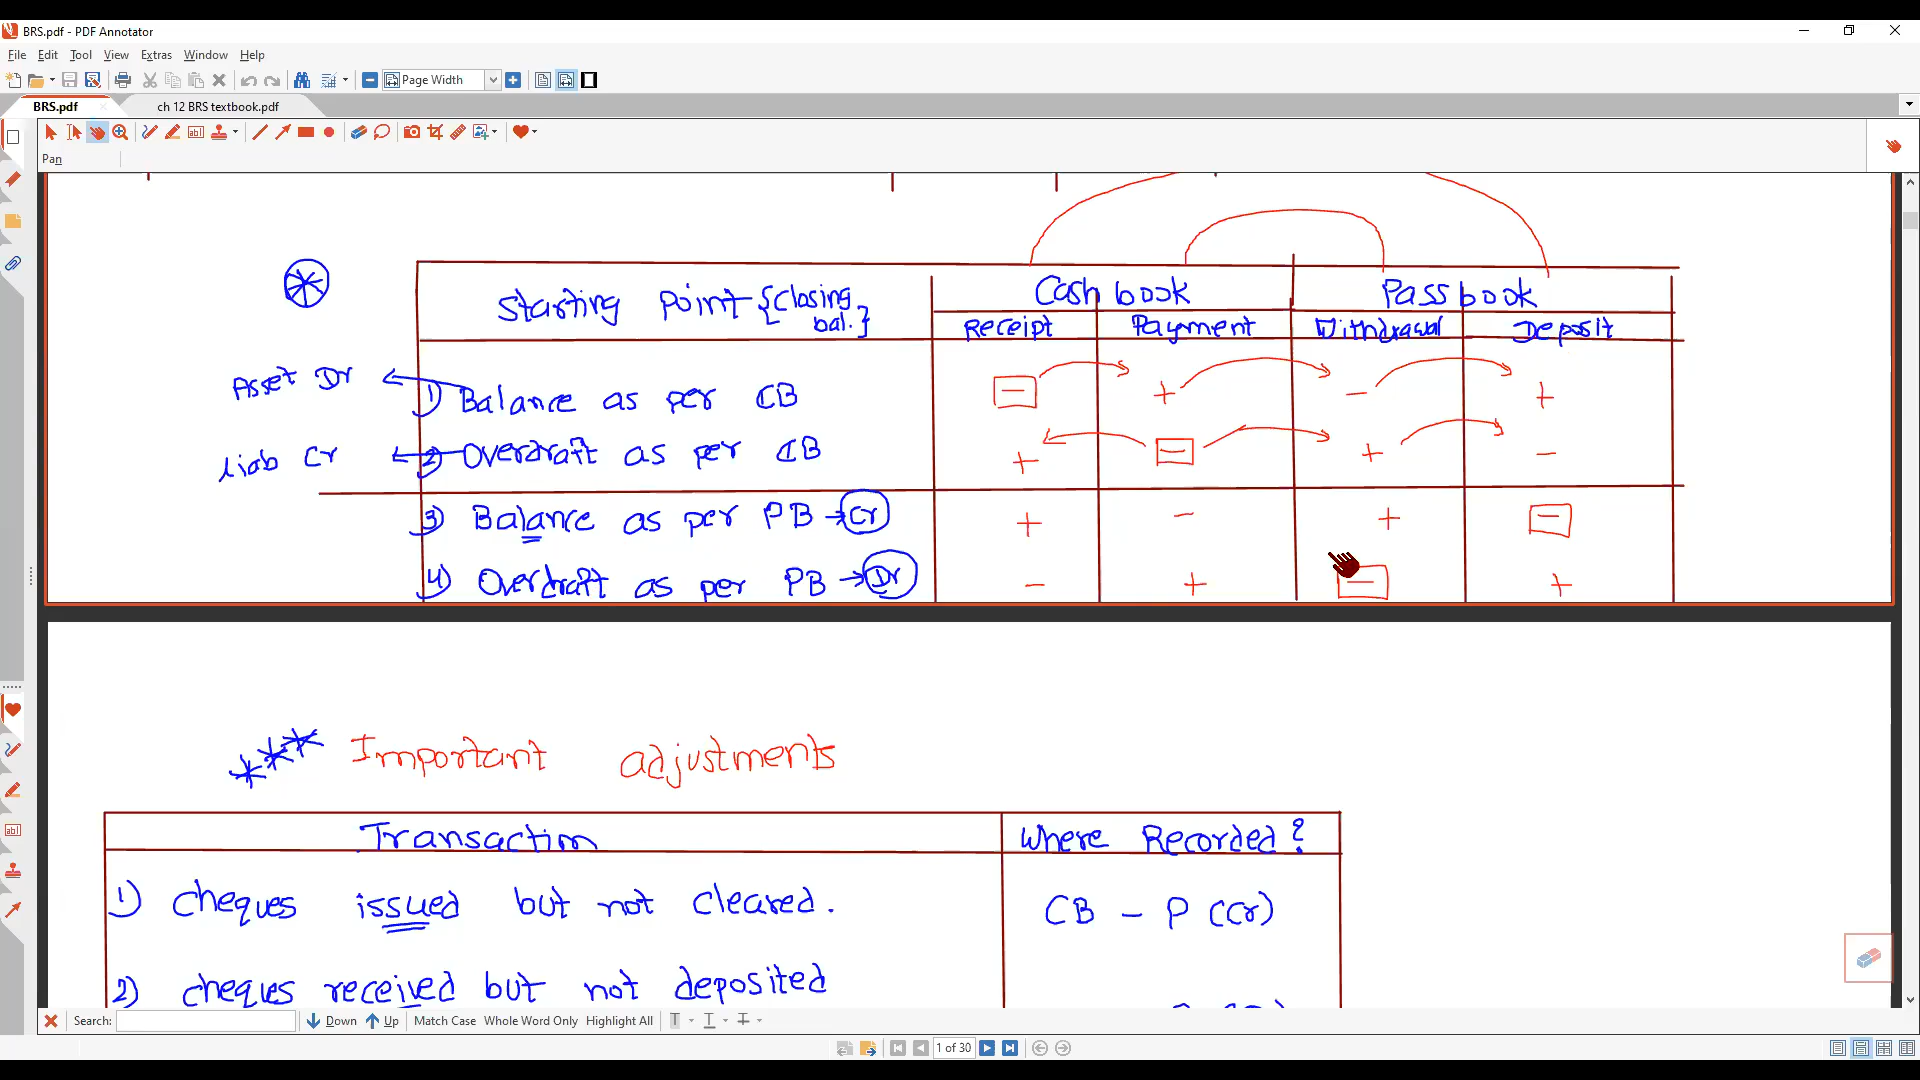 BRS.pdf - PDF Annotator
File Edit Tool View Extras Window Help
Page Width
BRS.pdf ch 12 BRS textbook.pdf
Pan
Starting Point {Closing bal.}
Cash book Pass book
Receipt Payment Withdrawal Deposit
Asset Dr 1) Balance as per CB - + - +
Liab Cr 2) Overdraft as per CB + - + -
3) Balance as per PB → Cr + - + -
4) Overdraft as per PB → Dr - + - +
*** Important adjustments
Transaction Where Recorded?
1) cheques issued but not cleared. CB - P (Cr)
2) cheques received but not deposited
Search: Down Up Match Case Whole Word Only Highlight All
1 of 30